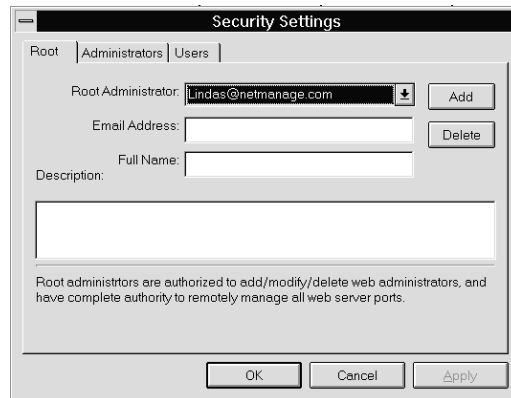 Security Settings
Root Administrators Users
Root Administrator: Lindas@netmanage.com Add
Email Address: Delete
Full Name:
Description:
Root administrtors are authorized to add/modify/delete web administrators, and
have complete authority to remotely manage all web server ports.
OK Cancel Apply